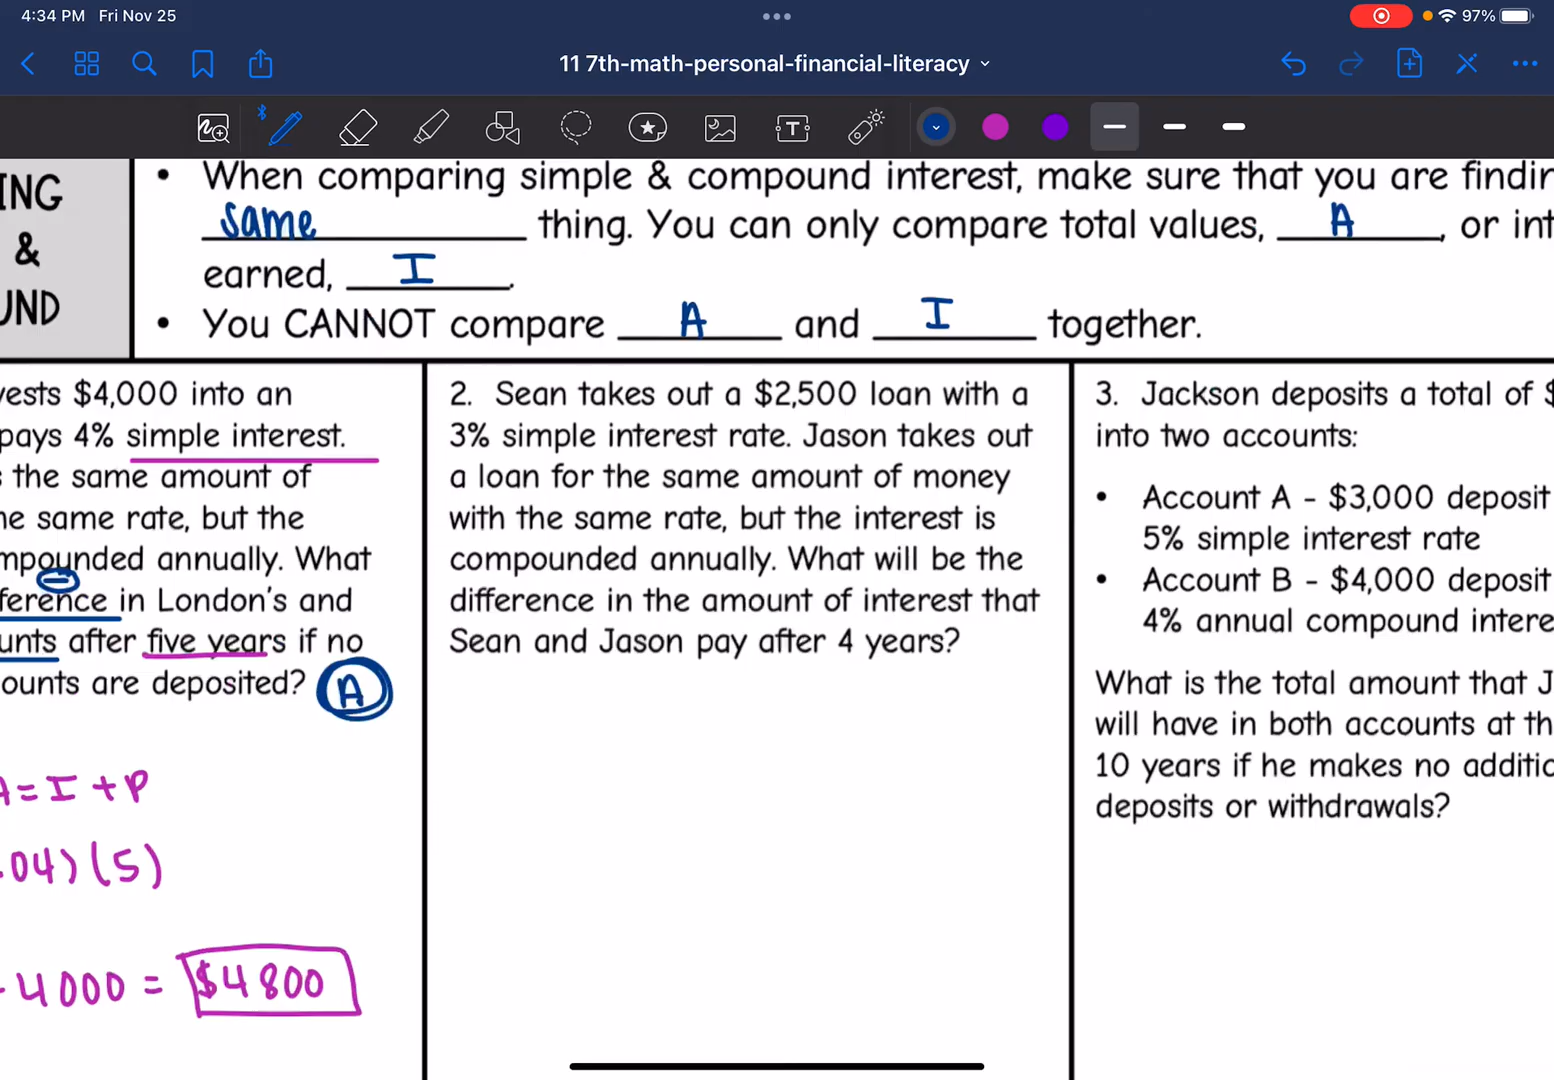 4:34 PM Fri Nov 25
97%
11 7th-math-personal-financial-literacy
ING
&
UND
• When comparing simple & compound interest, make sure that you are findin
same thing. You can only compare total values, A, or int
earned, I.
• You CANNOT compare A and I together.
vests $4,000 into an
pays 4% simple interest.
s the same amount of
he same rate, but the
mpounded annually. What
ference in London's and
unts after five years if no
ounts are deposited? A
A = I + P
.04) (5)
4000 = $4800
2. Sean takes out a $2,500 loan with a
3% simple interest rate. Jason takes out
a loan for the same amount of money
with the same rate, but the interest is
compounded annually. What will be the
difference in the amount of interest that
Sean and Jason pay after 4 years?
3. Jackson deposits a total of $
into two accounts:
• Account A - $3,000 deposit
5% simple interest rate
• Account B - $4,000 deposit
4% annual compound intere
What is the total amount that J
will have in both accounts at th
10 years if he makes no additio
deposits or withdrawals?